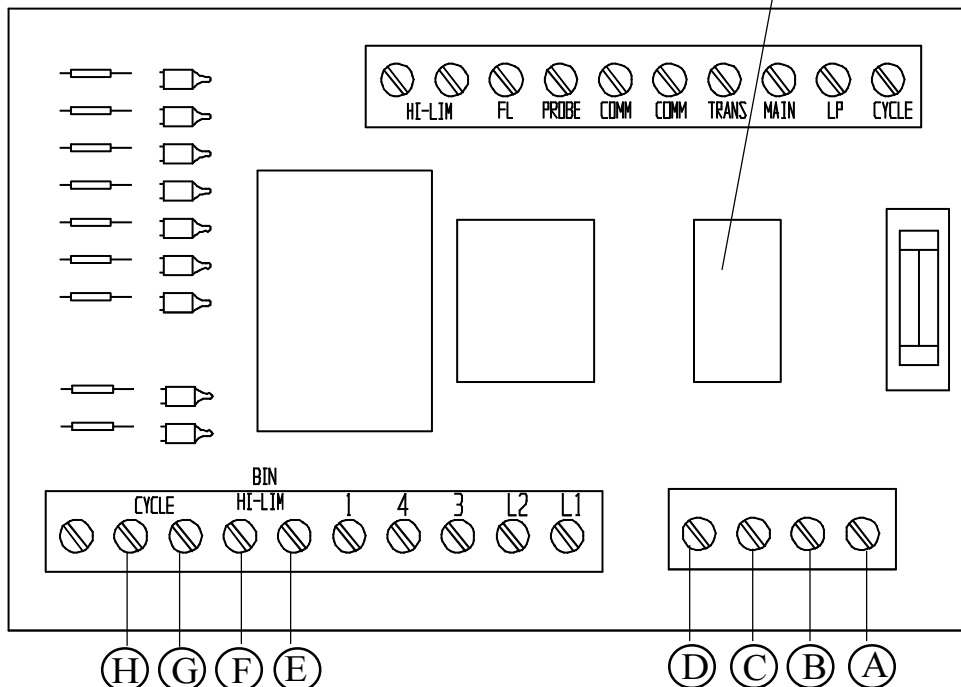 HI-LIM FL PROBE COMM COMM TRANS MAIN LP CYCLE
BIN
CYCLE HI-LIM 1 4 3 L2 L1
H G F E D C B A